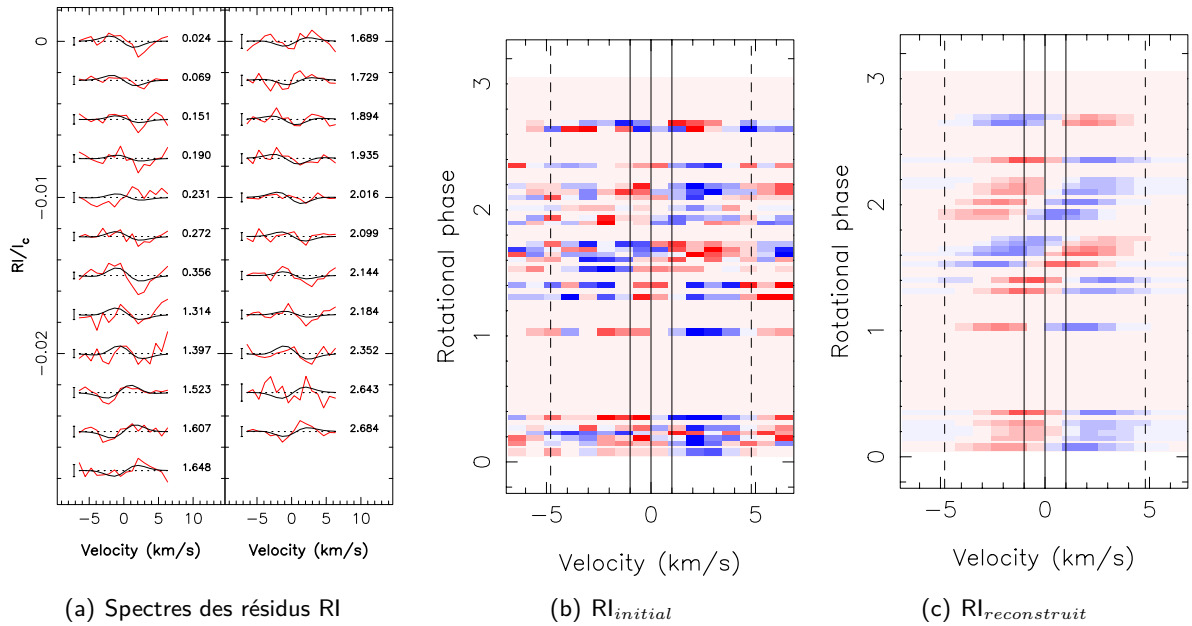 0
−0.01
−0.02
RI/Ic
0.024
0.069
0.151
0.190
0.231
0.272
0.356
1.314
1.397
1.523
1.607
1.648
1.689
1.729
1.894
1.935
2.016
2.099
2.144
2.184
2.352
2.643
2.684
−5 0 5 −5 0 5
Velocity (km/s) Velocity (km/s)
(a) Spectres des résidus RI
3
2
1
0
Rotational phase
−5 0 5
Velocity (km/s)
(b) RIinitial
3
2
1
0
Rotational phase
−5 0 5
Velocity (km/s)
(c) RIreconstruit